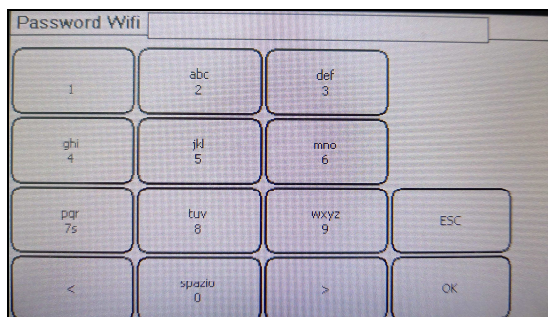 Password Wifi
1
abc
2
def
3
ghi
4
jkl
5
mno
6
pqr
7s
tuv
8
wxyz
9
ESC
<
spazio
0
>
OK